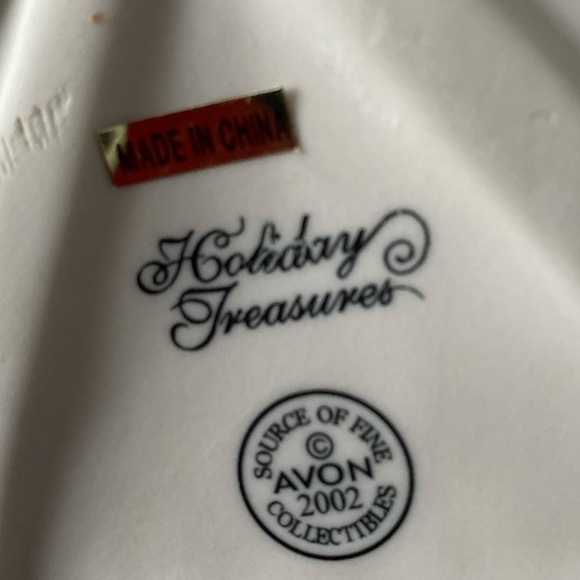 MADE IN CHINA
Holiday
Treasures
SOURCE OF FINE
©
AVON
2002
COLLECTIBLES